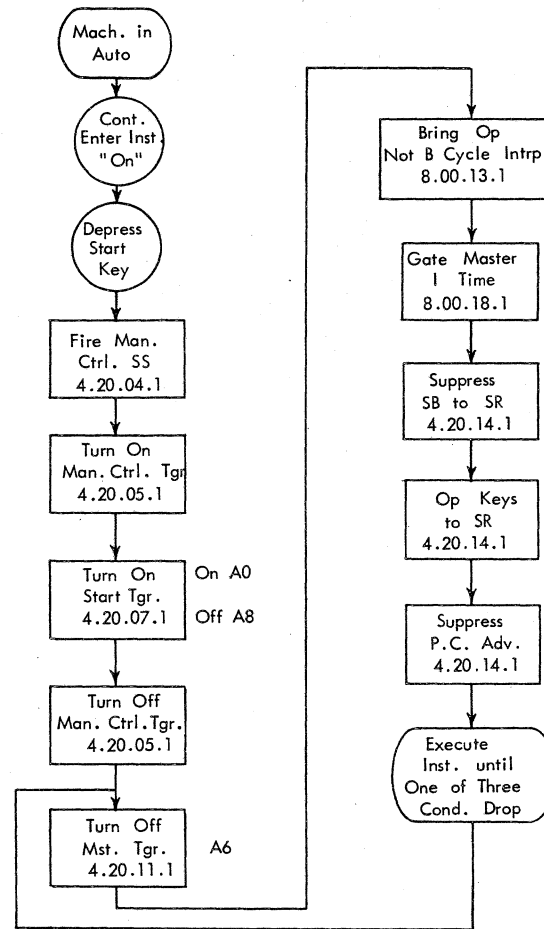 Mach. in
Auto
Cont.
Enter Inst.
"On"
Depress
Start
Key
Fire Man.
Ctrl. SS
4.20.04.1
Turn On
Man. Ctrl. Tgr
4.20.05.1
Turn On
Start Tgr.
4.20.07.1
On A0
Off A8
Turn Off
Man. Ctrl. Tgr.
4.20.05.1
Turn Off
Mst. Tgr.
4.20.11.1
A6
Bring Op
Not B Cycle Intrp
8.00.13.1
Gate Master
I Time
8.00.18.1
Suppress
SB to SR
4.20.14.1
Op Keys
to SR
4.20.14.1
Suppress
P.C. Adv.
4.20.14.1
Execute
Inst. until
One of Three
Cond. Drop